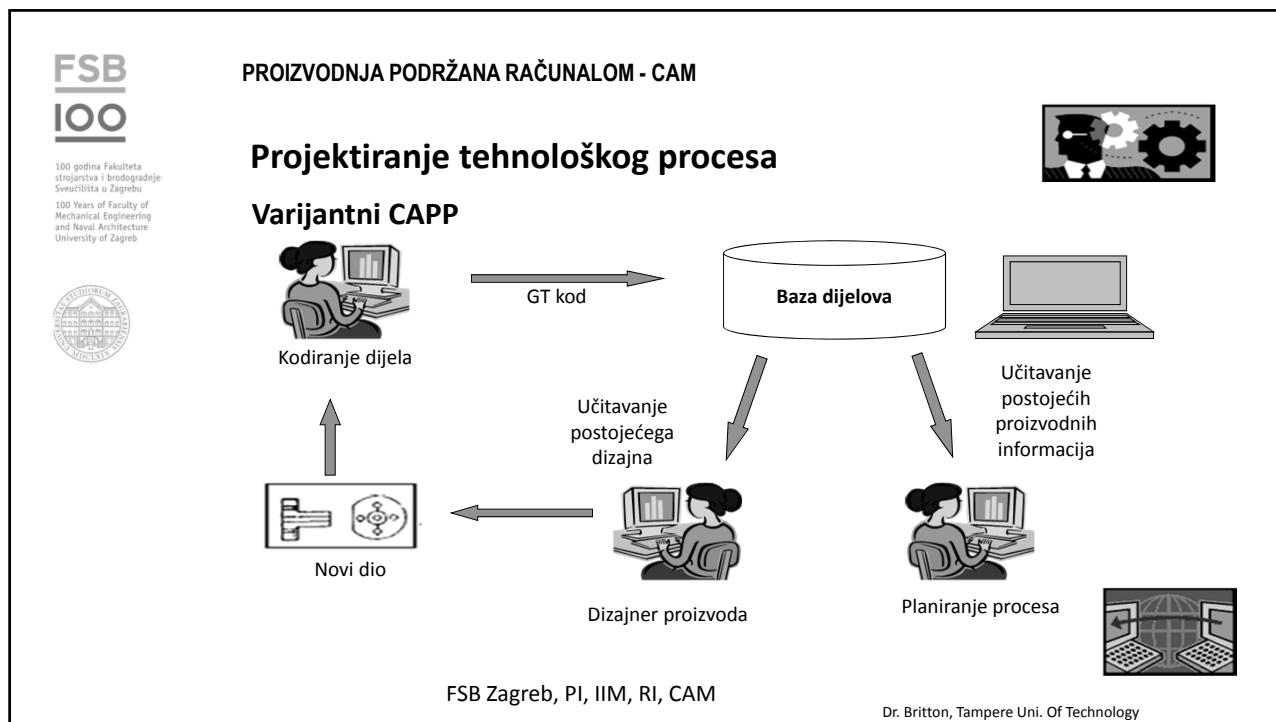 FSB
100
100 godina Fakulteta
strojarstva i brodogradnje
Sveučilišta u Zagrebu
100 Years of Faculty of
Mechanical Engineering
and Naval Architecture
University of Zagreb
PROIZVODNJA PODRŽANA RAČUNALOM - CAM
Projektiranje tehnološkog procesa
Varijantni CAPP
GT kod
Baza dijelova
Kodiranje dijela
Učitavanje
postojećih
proizvodnih
informacija
Učitavanje
postojećega
dizajna
Novi dio
Dizajner proizvoda
Planiranje procesa
FSB Zagreb, PI, IIM, RI, CAM
Dr. Britton, Tampere Uni. Of Technology